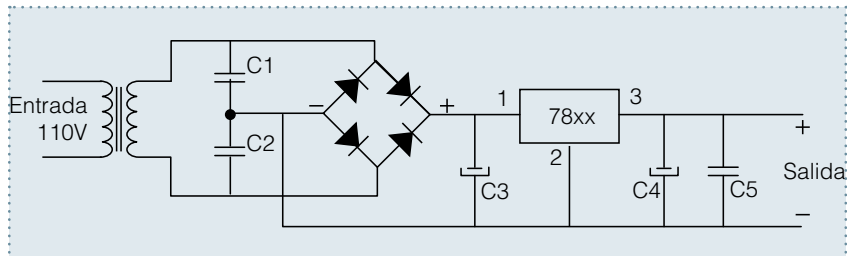 Entrada
110V
C1
C2
−
+
1
78xx
3
2
C3
C4
C5
+
Salida
−